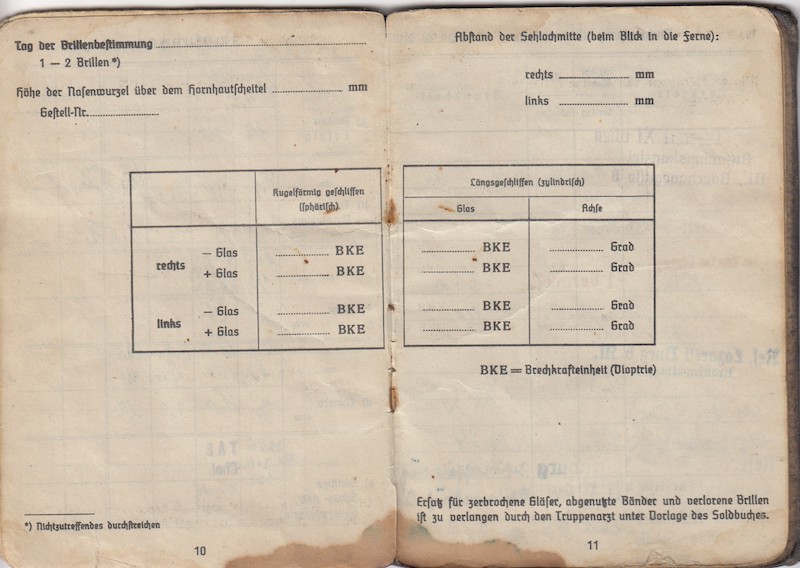 Tag der Brillenbestimmung
1 — 2 Brillen *)
Höhe der Nasenwurzel über dem Hornhautscheitel mm
Gestell-Nr.
Kugelförmig geschliffen
(sphärisch)
rechts
— Glas BKE
+ Glas BKE
links
— Glas BKE
+ Glas BKE
*) Nichtzutreffendes durchstreichen
10
Abstand der Sehlochmitte (beim Blick in die Ferne):
rechts mm
links mm
Längsgeschliffen (zylindrisch)
Glas Achse
BKE Grad
BKE Grad
BKE Grad
BKE Grad
BKE = Brechkrafteinheit (Dioptrie)
Ersatz für zerbrochene Gläser, abgenutzte Bänder und verlorene Brillen
ist zu verlangen durch den Truppenarzt unter Vorlage des Soldbuches.
11